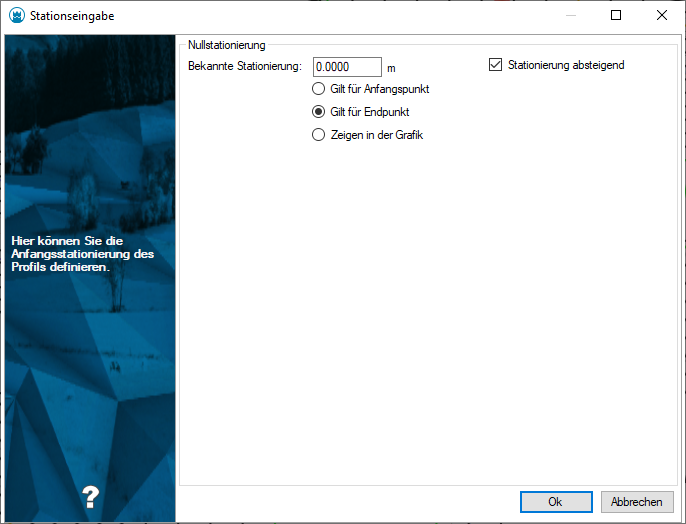 Stationseingabe
Nullstationierung
Bekannte Stationierung: 0.0000 m
Stationierung absteigend
Gilt für Anfangspunkt
Gilt für Endpunkt
Zeigen in der Grafik
Hier können Sie die
Anfangsstationierung des
Profils definieren.
?
Ok Abbrechen